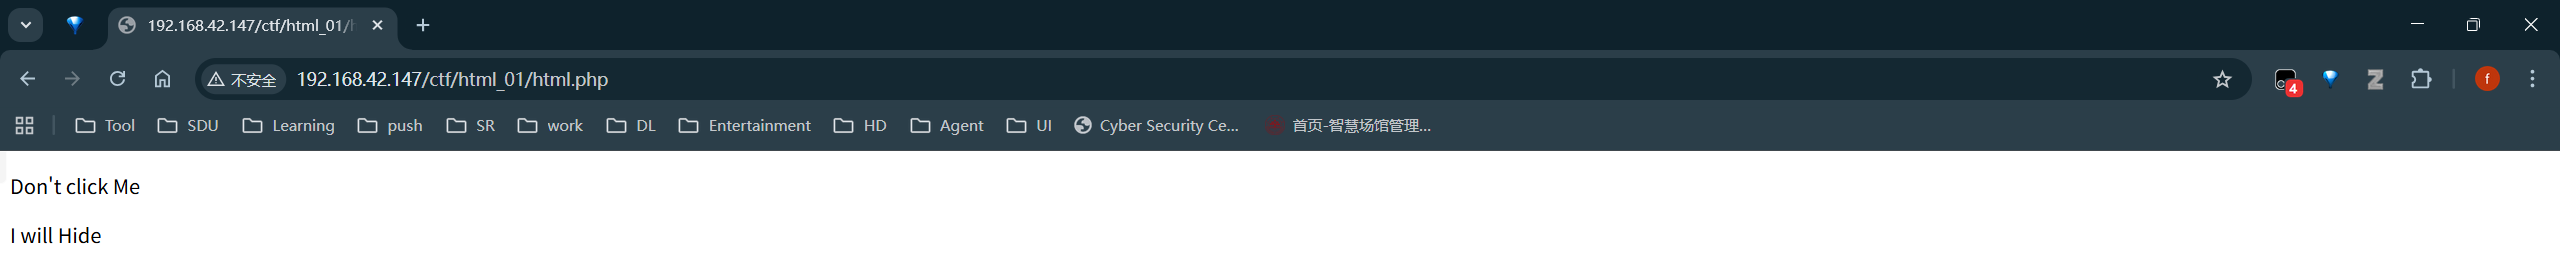 192.168.42.147/ctf/html_01/
不安全 192.168.42.147/ctf/html_01/html.php
4
f
Tool SDU Learning push SR work DL Entertainment HD Agent UI Cyber Security Ce... 首页-智慧场馆管理...
Don't click Me
I will Hide